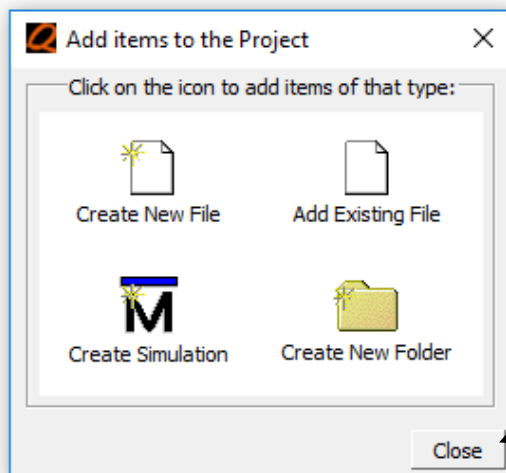 Add items to the Project
Click on the icon to add items of that type:
Create New File
Add Existing File
Create Simulation
Create New Folder
Close